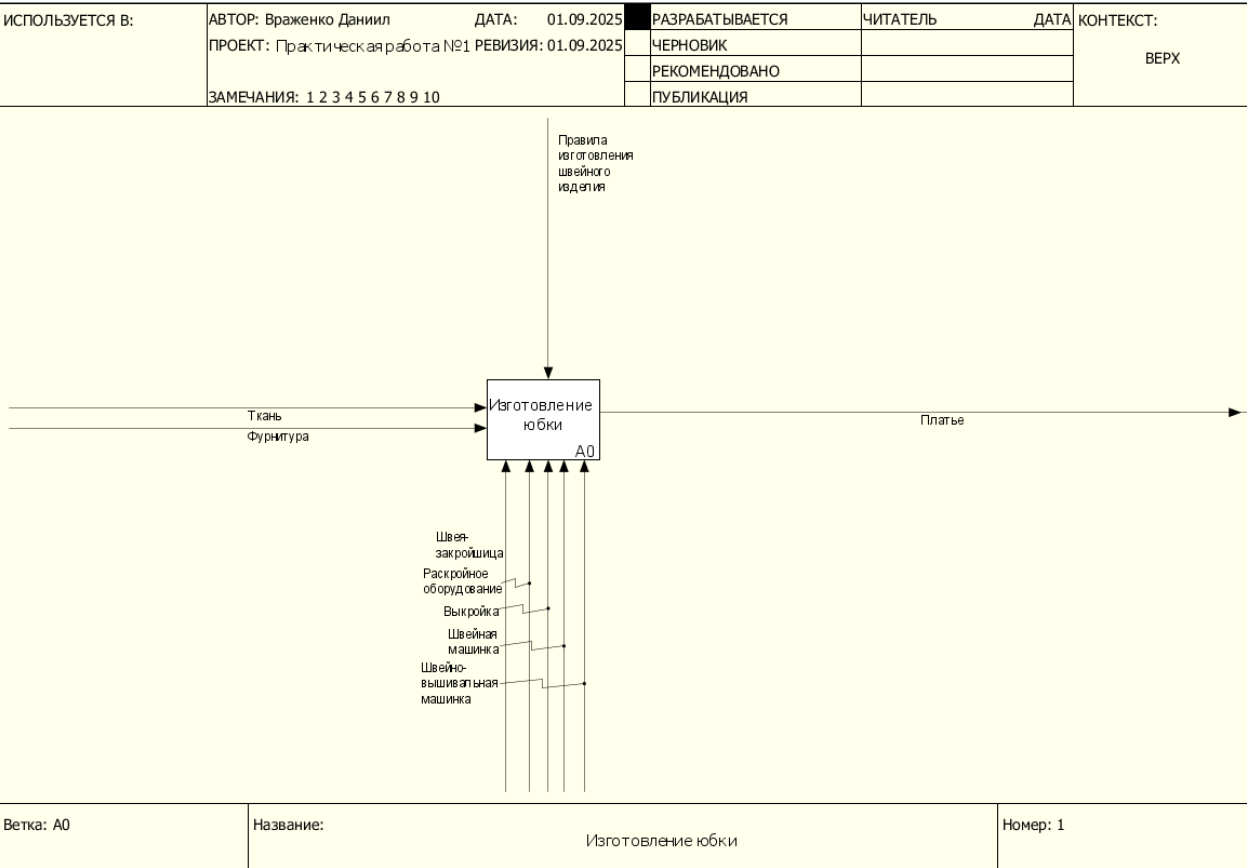 ИСПОЛЬЗУЕТСЯ В:
АВТОР: Враженко Даниил
ДАТА: 01.09.2025
ПРОЕКТ: Практическая работа №1
РЕВИЗИЯ: 01.09.2025
ЗАМЕЧАНИЯ: 1 2 3 4 5 6 7 8 9 10
РАЗРАБАТЫВАЕТСЯ
ЧЕРНОВИК
РЕКОМЕНДОВАНО
ПУБЛИКАЦИЯ
ЧИТАТЕЛЬ
ДАТА
КОНТЕКСТ:
ВЕРХ
Правила
изготовления
швейного
изделия
Изготовление
юбки
A0
Ткань
Фурнитура
Платье
Швея-
закройшица
Раскройное
оборудование
Выкройка
Швейная
машинка
Швейно-
вышивальная
машинка
Ветка: A0
Название:
Изготовление юбки
Номер: 1